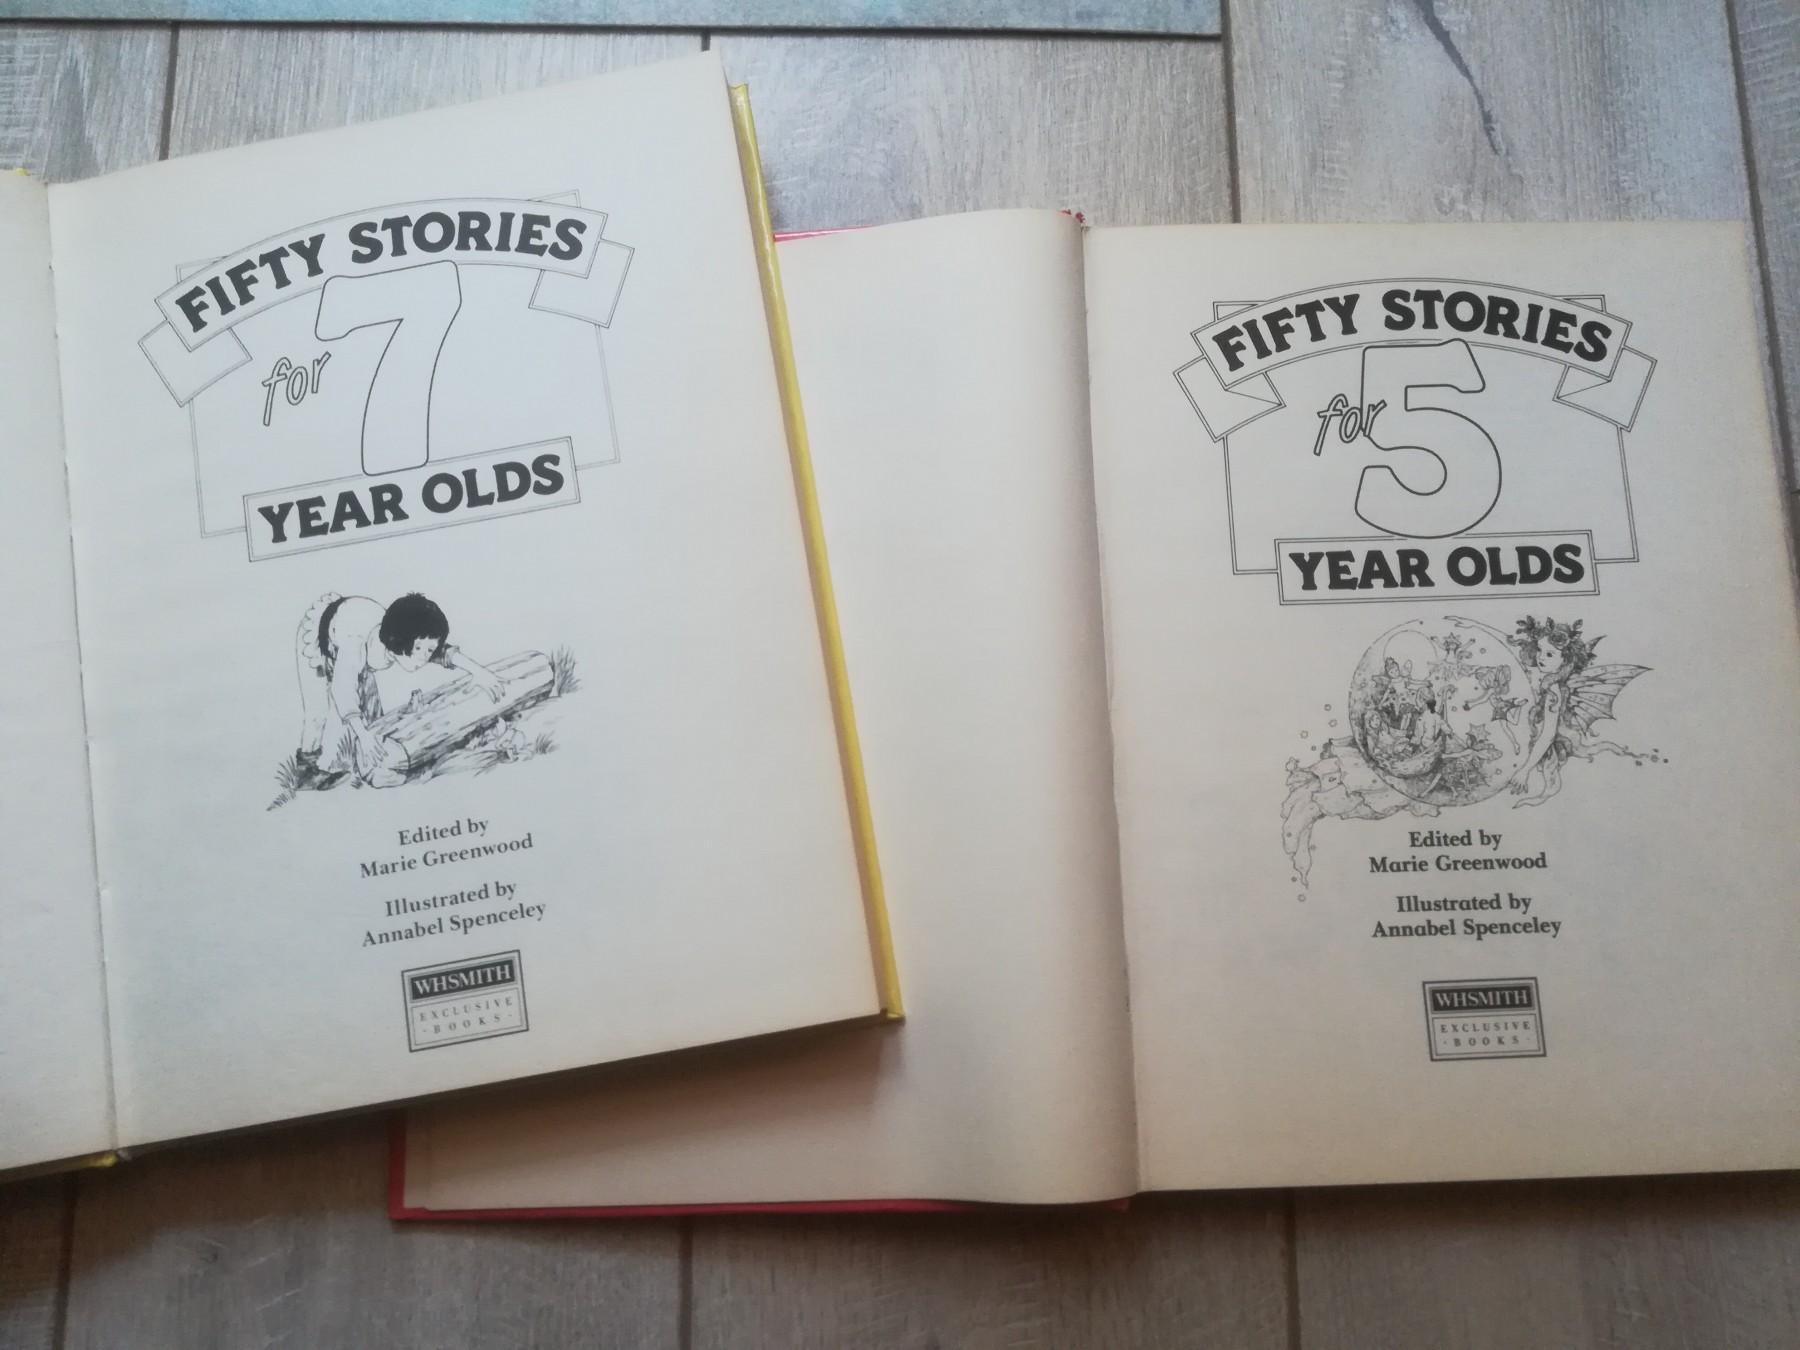 FIFTY STORIES
for 7
YEAR OLDS
Edited by
Marie Greenwood
Illustrated by
Annabel Spenceley
WHSMITH
EXCLUSIVE
· BOOKS ·
FIFTY STORIES
for 5
YEAR OLDS
Edited by
Marie Greenwood
Illustrated by
Annabel Spenceley
WHSMITH
EXCLUSIVE
· BOOKS ·